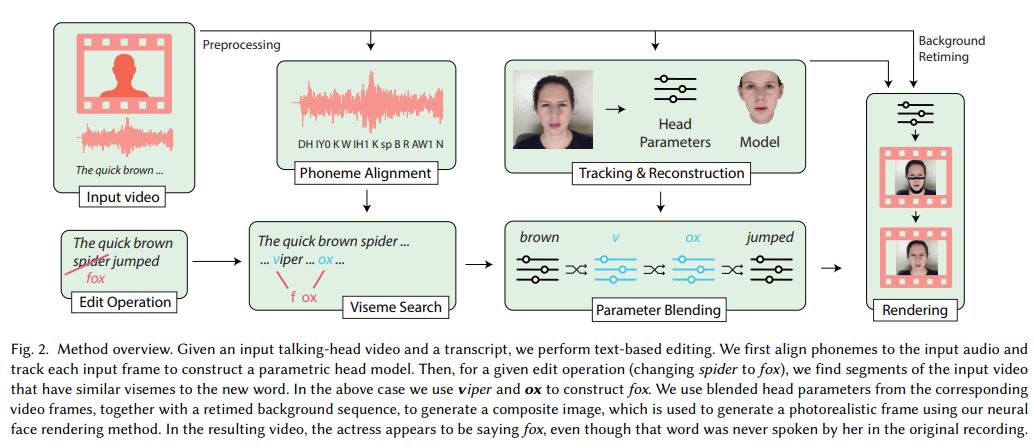 Preprocessing
Background
Retiming
The quick brown ...
Input video
DH IY0 K W IH1 K sp B R AW1 N
Phoneme Alignment
Head
Parameters
Model
Tracking & Reconstruction
The quick brown
spider jumped
fox
Edit Operation
The quick brown spider ...
... viper ... ox ...
f ox
Viseme Search
brown v ox jumped
Parameter Blending
Rendering
Fig. 2. Method overview. Given an input talking-head video and a transcript, we perform text-based editing. We first align phonemes to the input audio and
track each input frame to construct a parametric head model. Then, for a given edit operation (changing spider to fox), we find segments of the input video
that have similar visemes to the new word. In the above case we use viper and ox to construct fox. We use blended head parameters from the corresponding
video frames, together with a retimed background sequence, to generate a composite image, which is used to generate a photorealistic frame using our neural
face rendering method. In the resulting video, the actress appears to be saying fox, even though that word was never spoken by her in the original recording.